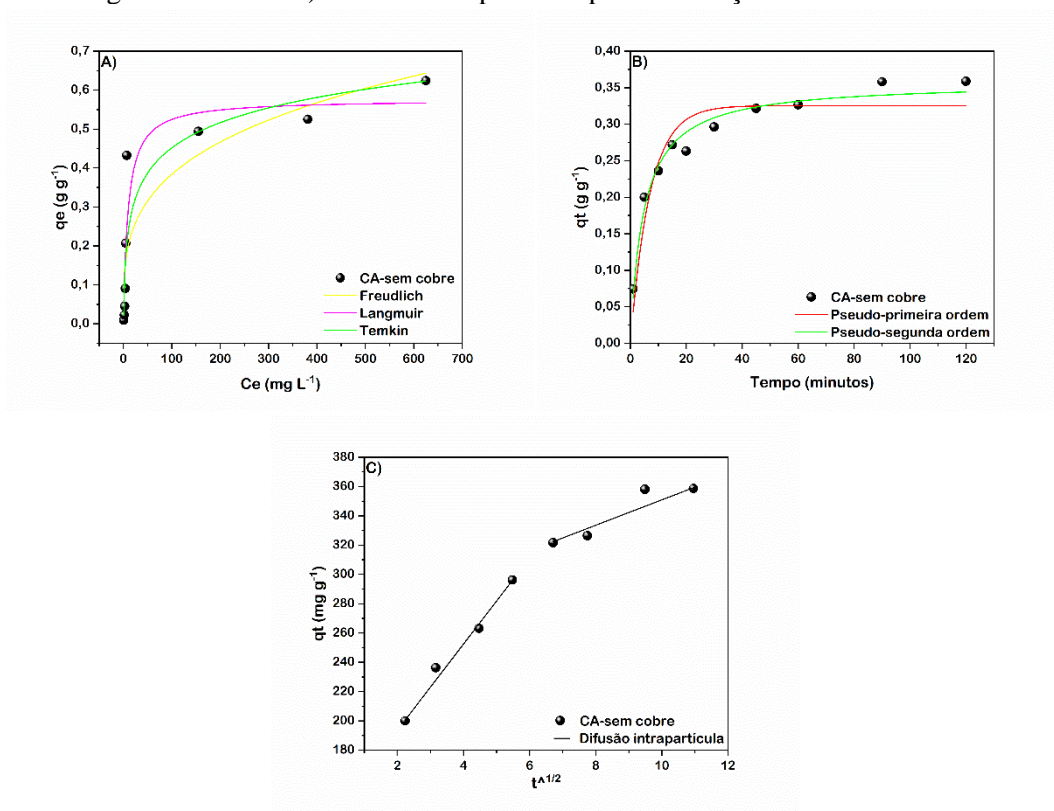 A)
0,7
0,6
0,5
0,4
0,3
0,2
0,1
0,0
qe (g g-1)
0 100 200 300 400 500 600 700
Ce (mg L-1)
CA-sem cobre
Freudlich
Langmuir
Temkin
B)
0,40
0,35
0,30
0,25
0,20
0,15
0,10
0,05
0,00
qt (g g-1)
0 20 40 60 80 100 120
Tempo (minutos)
CA-sem cobre
Pseudo-primeira ordem
Pseudo-segunda ordem
C)
380
360
340
320
300
280
260
240
220
200
180
qt (mg g-1)
2 4 6 8 10 12
t^1/2
CA-sem cobre
Difusão intrapartícula